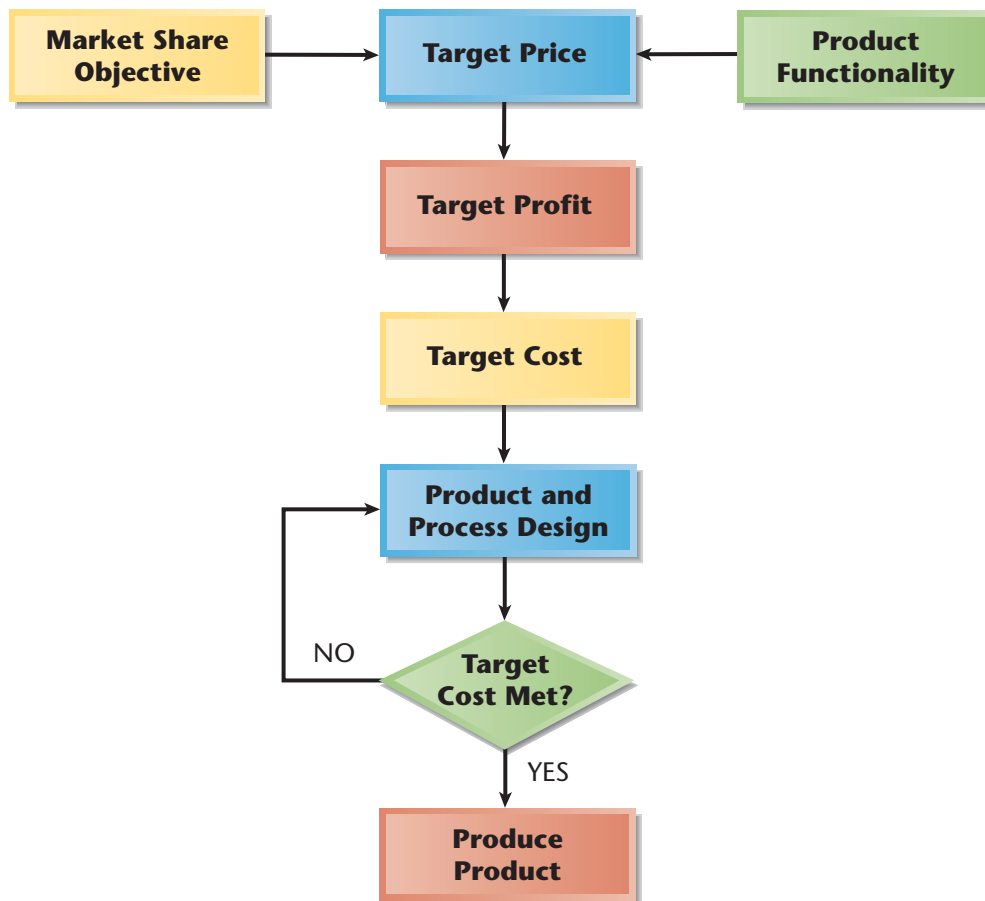 Market Share
Objective
Target Price
Product
Functionality
Target Profit
Target Cost
Product and
Process Design
NO
Target
Cost Met?
YES
Produce
Product